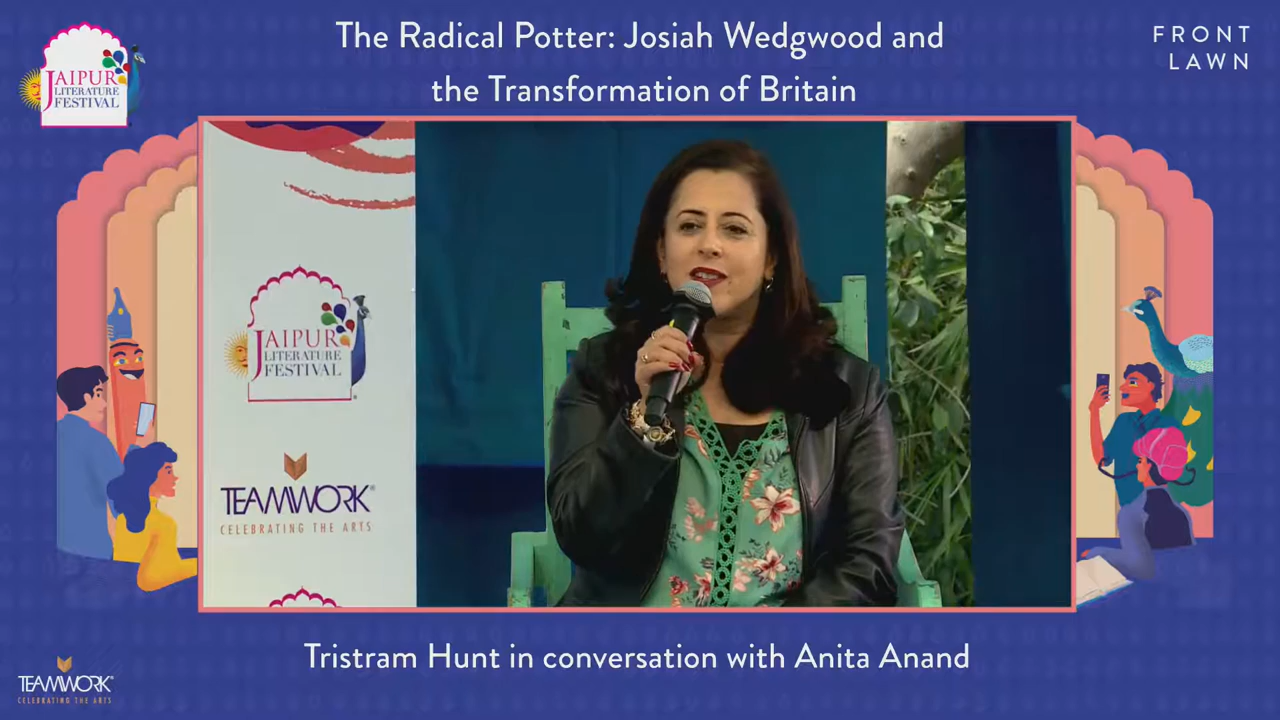 The Radical Potter: Josiah Wedgwood and
the Transformation of Britain
FRONT
LAWN
JAIPUR
LITERATURE
FESTIVAL
JAIPUR
LITERATURE
FESTIVAL
TEAMWORK
CELEBRATING THE ARTS
Tristram Hunt in conversation with Anita Anand
TEAMWORK
CELEBRATING THE ARTS